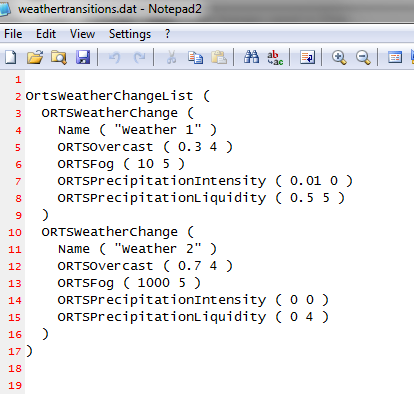 weathertransitions.dat - Notepad2
File Edit View Settings ?
1
2 OrtsWeatherChangeList (
3 ORTSWeatherChange (
4 Name ( "Weather 1" )
5 ORTSOvercast ( 0.3 4 )
6 ORTSFog ( 10 5 )
7 ORTSPrecipitationIntensity ( 0.01 0 )
8 ORTSPrecipitationLiquidity ( 0.5 5 )
9 )
10 ORTSWeatherChange (
11 Name ( "Weather 2" )
12 ORTSOvercast ( 0.7 4 )
13 ORTSFog ( 1000 5 )
14 ORTSPrecipitationIntensity ( 0 0 )
15 ORTSPrecipitationLiquidity ( 0 4 )
16 )
17 )
18
19